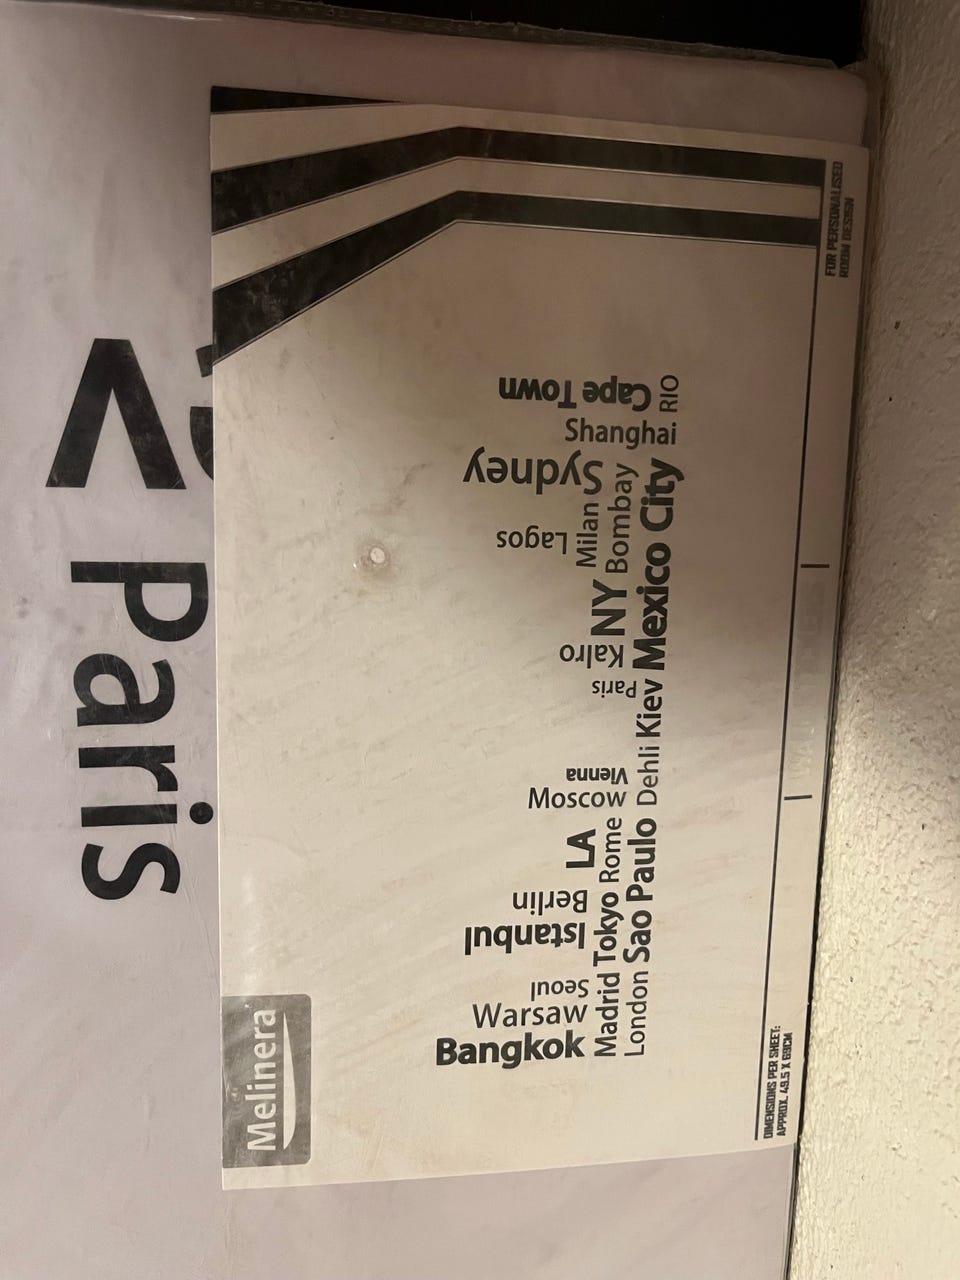 Melinera
Bangkok
Warsaw
Seoul
Istanbul
Berlin
LA
Moscow
Vienna
Paris
Kairo
NY
Lagos
Milan
Sydney
Bombay
Shanghai
Cape Town
RIO
Madrid Tokyo Rome
London Sao Paulo Dehli Kiev Mexico City
DIMENSIONS PER SHEET:
APPROX. 49.5 X 69CM
FOR PERSONALISED
ROOM DESIGN
Paris